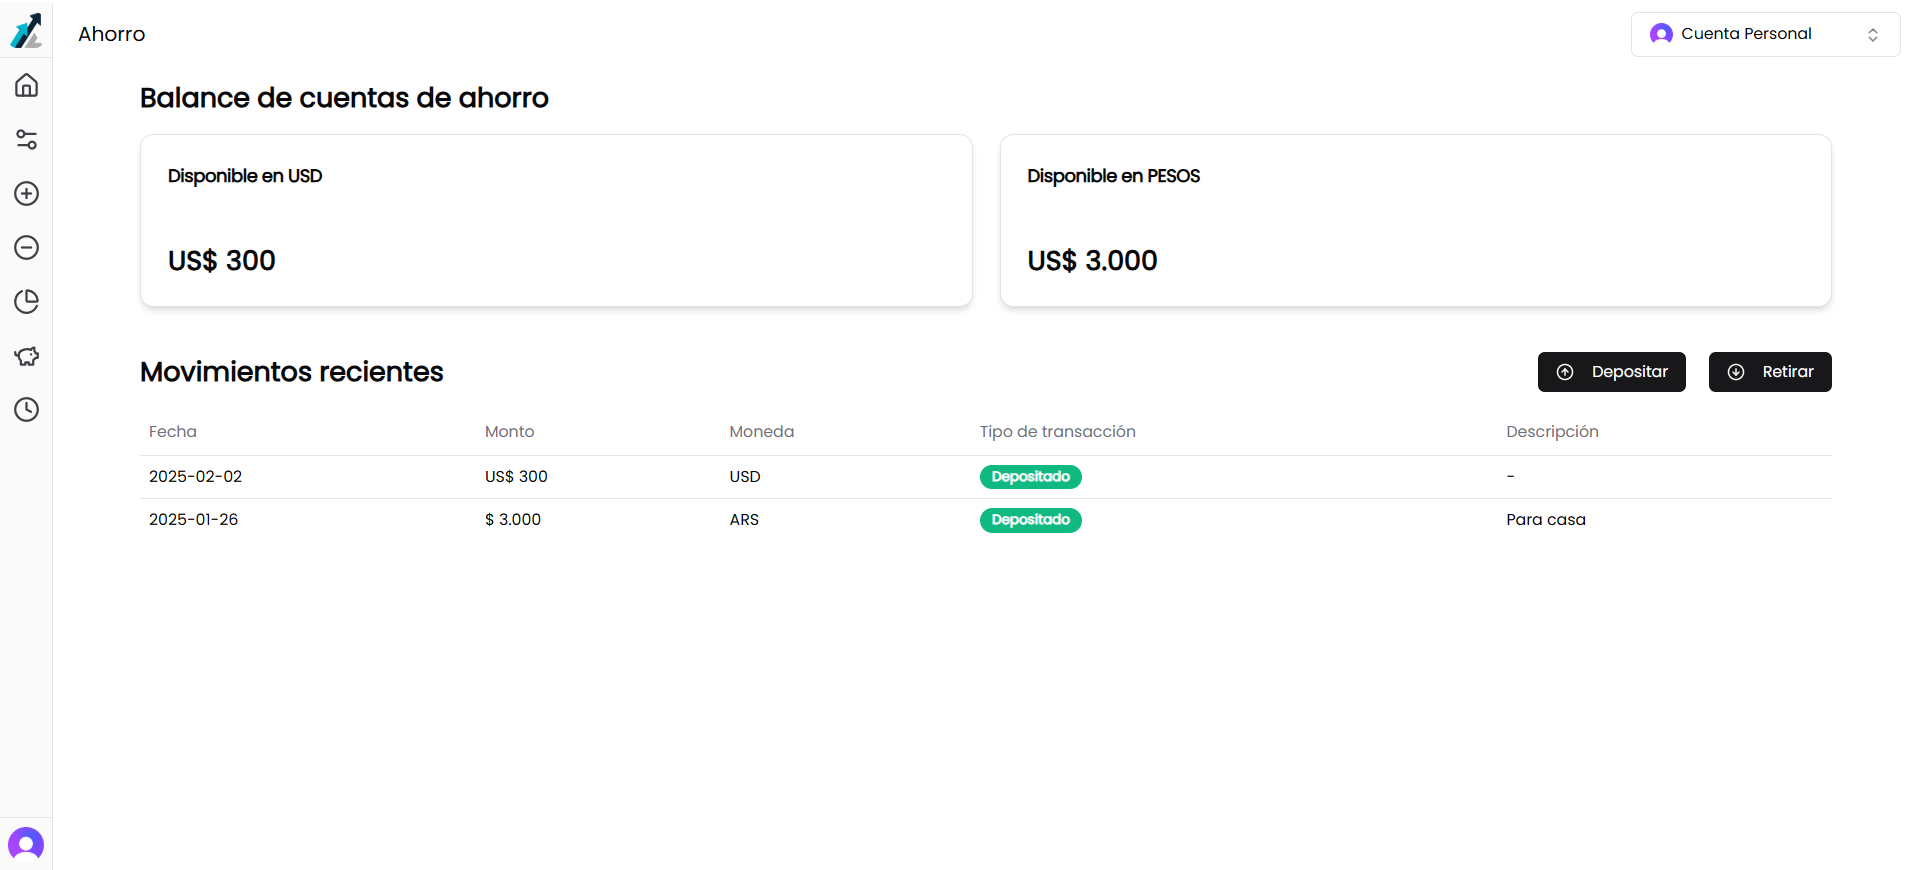 Ahorro
Cuenta Personal
Balance de cuentas de ahorro
Disponible en USD
US$ 300
Disponible en PESOS
US$ 3.000
Movimientos recientes
Depositar
Retirar
Fecha Monto Moneda Tipo de transacción Descripción
2025-02-02 US$ 300 USD Depositado -
2025-01-26 $ 3.000 ARS Depositado Para casa